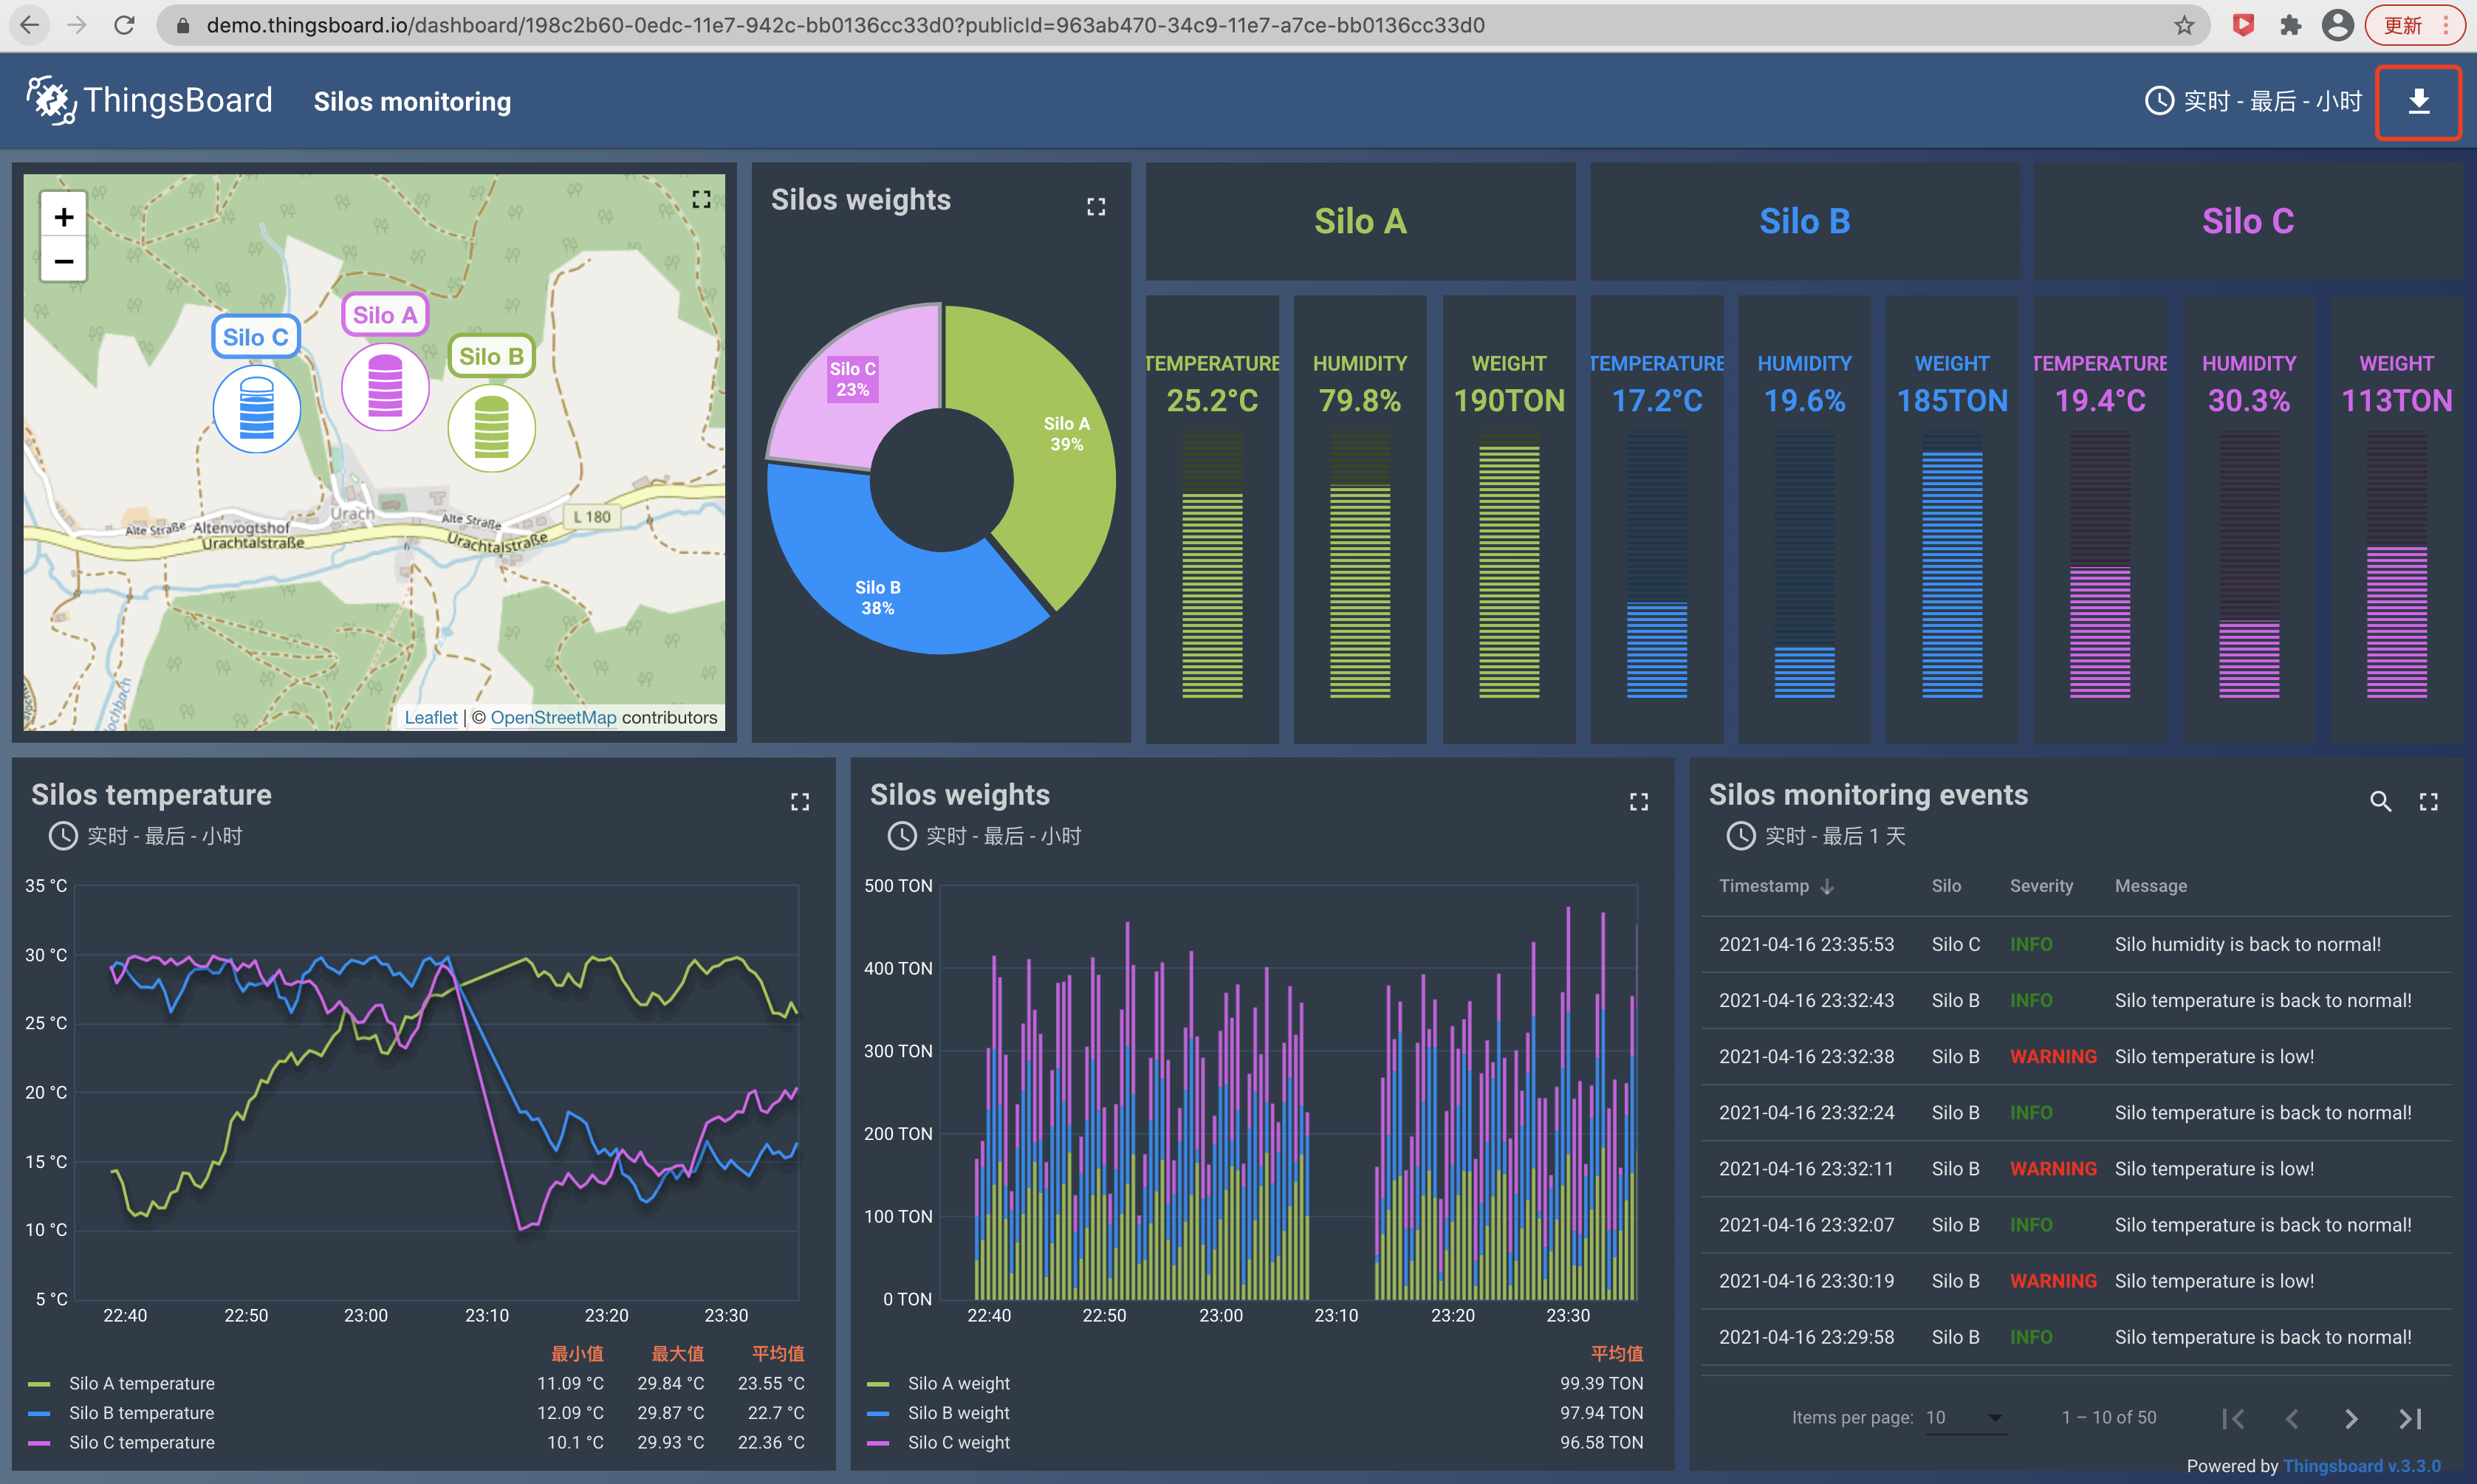 demo.thingsboard.io/dashboard/198c2b60-0edc-11e7-942c-bb0136cc33d0?publicId=963ab470-34c9-11e7-a7ce-bb0136cc33d0
更新
ThingsBoard
Silos monitoring
实时 - 最后 - 小时
+
−
Silo C
Silo A
Silo B
Urach
Alte Straße
Altenvogtshof
Urachtalstraße
Alte Straße
Urachtalstraße
L 180
Leaflet | © OpenStreetMap contributors
Silos weights
Silo C
23%
Silo A
39%
Silo B
38%
Silo A
TEMPERATURE
25.2°C
HUMIDITY
79.8%
WEIGHT
190TON
Silo B
TEMPERATURE
17.2°C
HUMIDITY
19.6%
WEIGHT
185TON
Silo C
TEMPERATURE
19.4°C
HUMIDITY
30.3%
WEIGHT
113TON
Silos temperature
实时 - 最后 - 小时
35 °C
30 °C
25 °C
20 °C
15 °C
10 °C
5 °C
22:40 22:50 23:00 23:10 23:20 23:30
最小值 最大值 平均值
Silo A temperature 11.09 °C 29.84 °C 23.55 °C
Silo B temperature 12.09 °C 29.87 °C 22.7 °C
Silo C temperature 10.1 °C 29.93 °C 22.36 °C
Silos weights
实时 - 最后 - 小时
500 TON
400 TON
300 TON
200 TON
100 TON
0 TON
22:40 22:50 23:00 23:10 23:20 23:30
平均值
Silo A weight 99.39 TON
Silo B weight 97.94 TON
Silo C weight 96.58 TON
Silos monitoring events
实时 - 最后 1 天
Timestamp Silo Severity Message
2021-04-16 23:35:53 Silo C INFO Silo humidity is back to normal!
2021-04-16 23:32:43 Silo B INFO Silo temperature is back to normal!
2021-04-16 23:32:38 Silo B WARNING Silo temperature is low!
2021-04-16 23:32:24 Silo B INFO Silo temperature is back to normal!
2021-04-16 23:32:11 Silo B WARNING Silo temperature is low!
2021-04-16 23:32:07 Silo B INFO Silo temperature is back to normal!
2021-04-16 23:30:19 Silo B WARNING Silo temperature is low!
2021-04-16 23:29:58 Silo B INFO Silo temperature is back to normal!
Items per page: 10 1 – 10 of 50
Powered by Thingsboard v.3.3.0